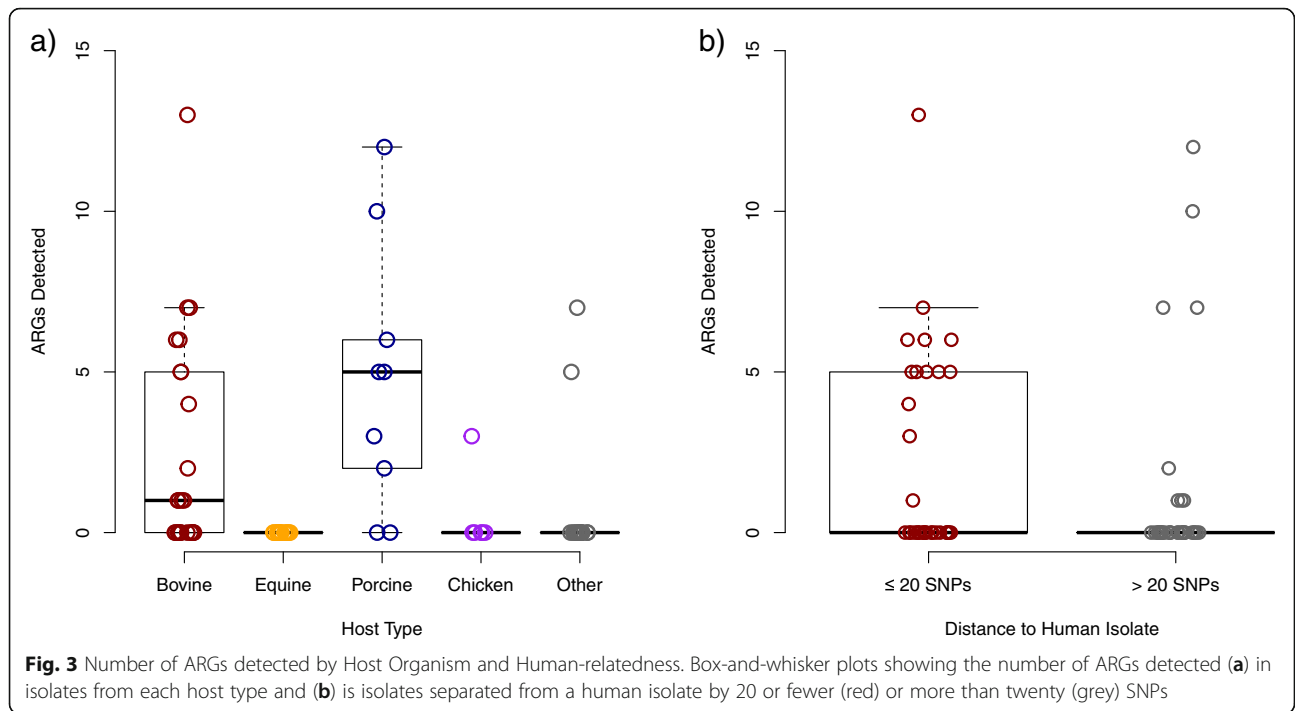 a)
15
10
5
0
ARGs Detected
Bovine Equine Porcine Chicken Other
Host Type
b)
15
10
5
0
ARGs Detected
≤ 20 SNPs > 20 SNPs
Distance to Human Isolate
Fig. 3 Number of ARGs detected by Host Organism and Human-relatedness. Box-and-whisker plots showing the number of ARGs detected (a) in
isolates from each host type and (b) is isolates separated from a human isolate by 20 or fewer (red) or more than twenty (grey) SNPs